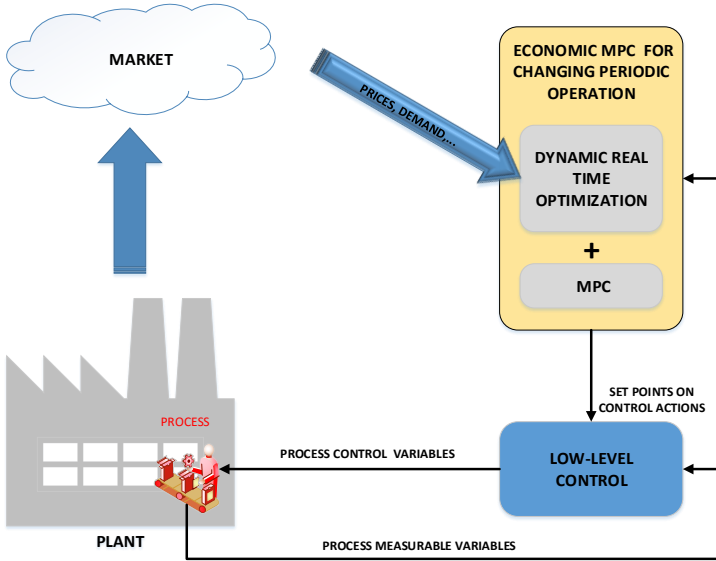 MARKET
ECONOMIC MPC FOR
CHANGING PERIODIC
OPERATION
PRICES, DEMAND,...
DYNAMIC REAL
TIME
OPTIMIZATION
+
MPC
SET POINTS ON
CONTROL ACTIONS
PROCESS
PROCESS CONTROL VARIABLES
LOW-LEVEL
CONTROL
PLANT
PROCESS MEASURABLE VARIABLES